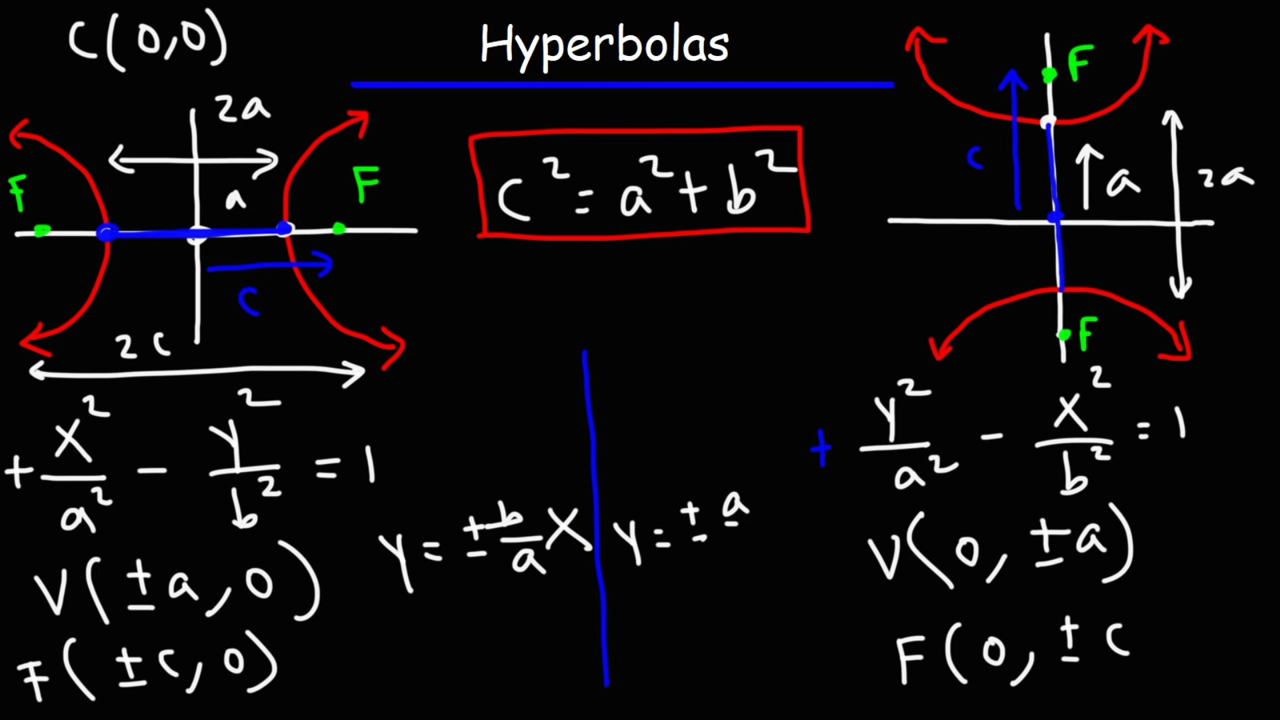 C(0,0)
Hyperbolas
2a
a
F
F
c
2c
c² = a² + b²
F
c
a
2a
F
+ x²/a² - y²/b² = 1
V(±a, 0)
F(±c, 0)
y = ± b/a x
y = ± a
+ y²/a² - x²/b² = 1
V(0, ±a)
F(0, ± c